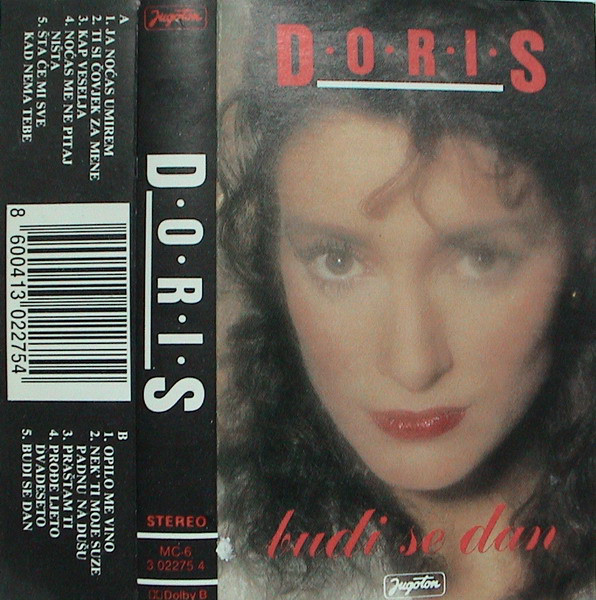 A
1. JA NOĆAS UMIREM
2. TI SI ČOVJEK ZA MENE
3. KAP VESELJA
4. NOĆAS ME NE PITAJ
NIŠTA
5. ŠTA ĆE MI SVE
KAD NEMA TEBE
8 600413 022754
B
1. OPILO ME VINO
2. NEK' TI MOJE SUZE
PADNU NA DUŠU
3. PRAŠTAM TI
4. PROĐE LJETO
DVADESETO
5. BUDI SE DAN
Jugoton
D·O·R·I·S
STEREO
MC-6
3 02275 4
Dolby B
D·O·R·I·S
budi se dan
Jugoton